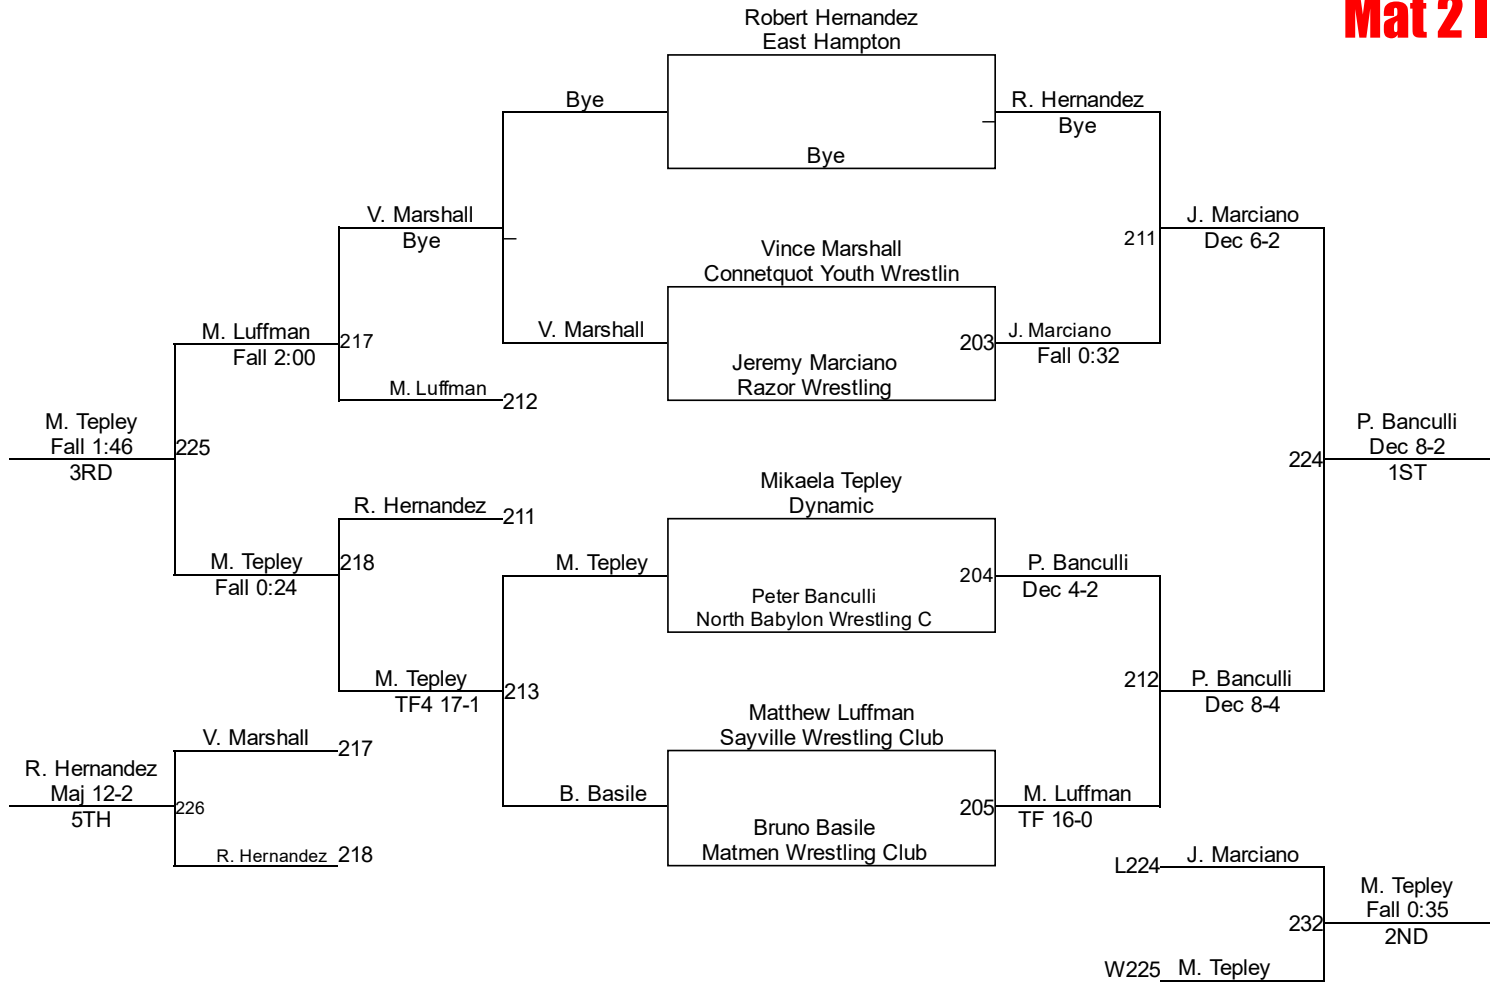 Mat 2 I
Robert Hernandez
East Hampton
Bye
R. Hernandez
Bye
Bye
V. Marshall
Bye
J. Marciano
211
Dec 6-2
Vince Marshall
Connetquot Youth Wrestlin
M. Luffman
217
Fall 2:00
V. Marshall
203
J. Marciano
Fall 0:32
Jeremy Marciano
Razor Wrestling
M. Luffman
212
M. Tepley
Fall 1:46
225
3RD
P. Banculli
Dec 8-2
224
1ST
Mikaela Tepley
Dynamic
R. Hernandez
211
M. Tepley
218
Fall 0:24
M. Tepley
204
P. Banculli
Dec 4-2
Peter Banculli
North Babylon Wrestling C
M. Tepley
213
TF4 17-1
212
P. Banculli
Dec 8-4
Matthew Luffman
Sayville Wrestling Club
V. Marshall
217
R. Hernandez
Maj 12-2
226
5TH
B. Basile
205
M. Luffman
TF 16-0
Bruno Basile
Matmen Wrestling Club
R. Hernandez
218
L224
J. Marciano
M. Tepley
Fall 0:35
232
2ND
W225
M. Tepley